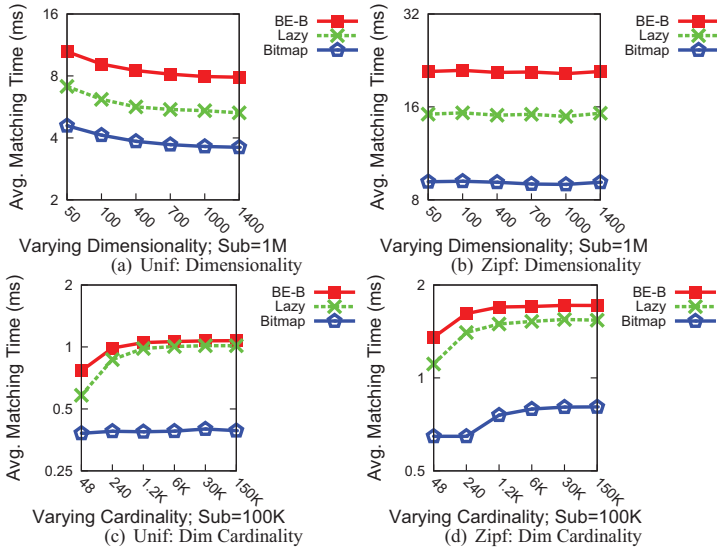 Avg. Matching Time (ms)
16
8
4
2
50
100
400
700
1000
1400
BE-B
Lazy
Bitmap
Varying Dimensionality; Sub=1M
(a) Unif: Dimensionality
Avg. Matching Time (ms)
32
16
8
50
100
400
700
1000
1400
BE-B
Lazy
Bitmap
Varying Dimensionality; Sub=1M
(b) Zipf: Dimensionality
Avg. Matching Time (ms)
2
1
0.5
0.25
48
240
1.2K
6K
30K
150K
BE-B
Lazy
Bitmap
Varying Cardinality; Sub=100K
(c) Unif: Dim Cardinality
Avg. Matching Time (ms)
2
1
0.5
48
240
1.2K
6K
30K
150K
BE-B
Lazy
Bitmap
Varying Cardinality; Sub=100K
(d) Zipf: Dim Cardinality